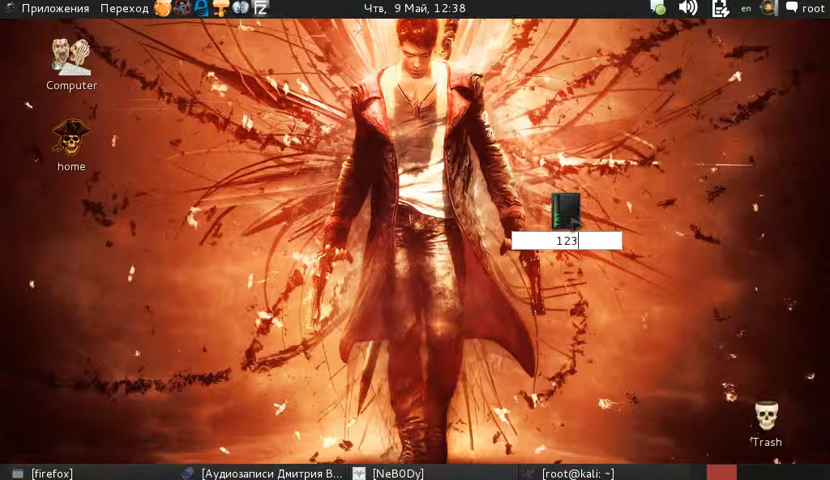 Приложения Переход Чтв, 9 Май, 12:38 en root
Computer
home
123
Trash
[firefox] [Аудиозаписи Дмитрия В... [NeB0Dy] [root@kali: ~]